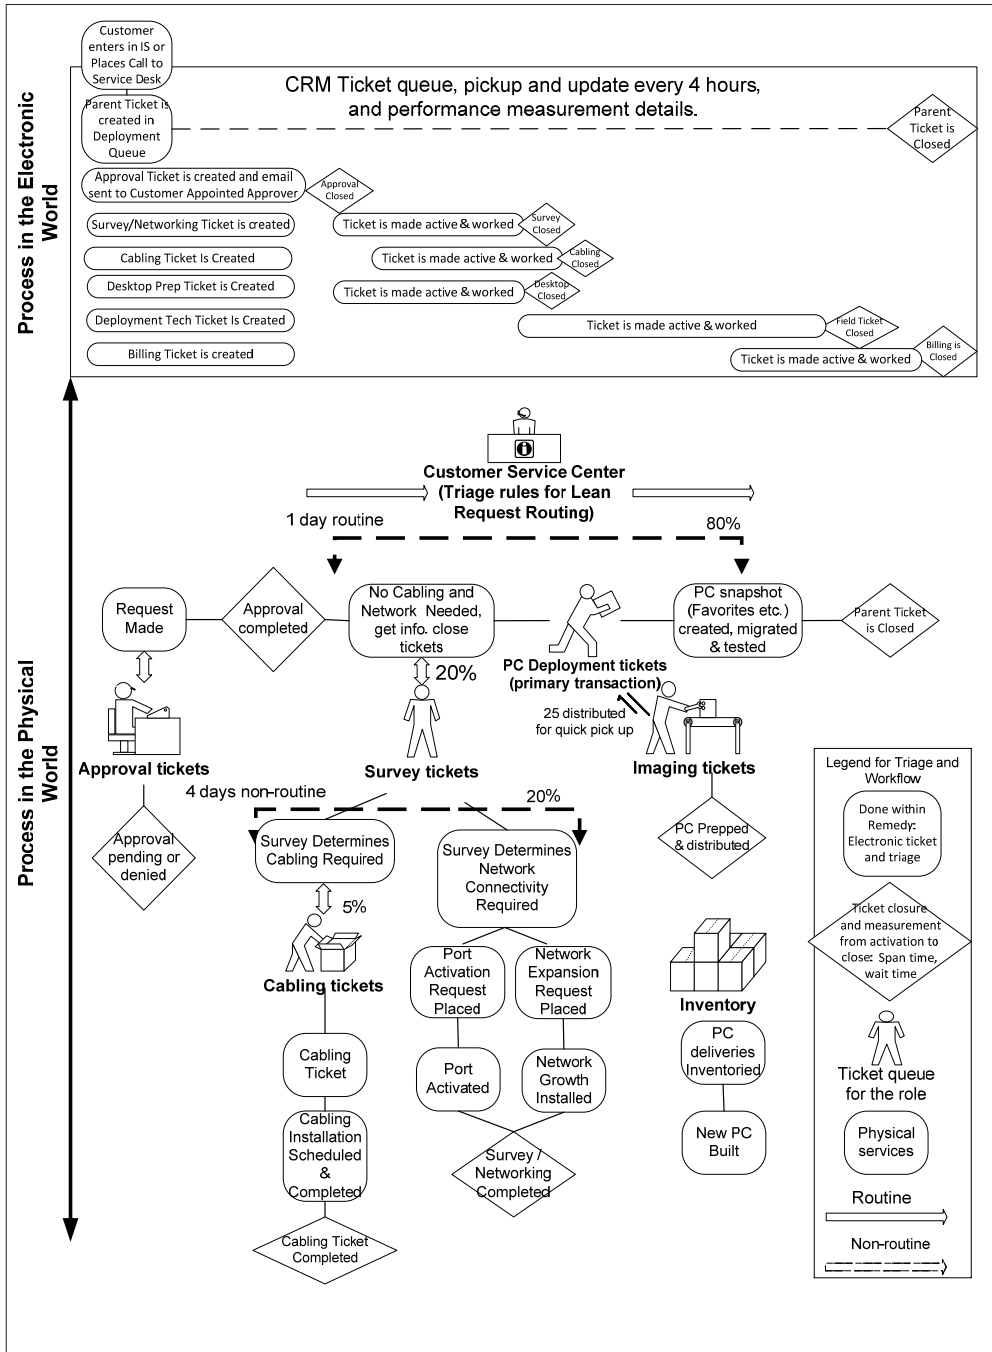 Process in the Electronic
World
Customer
enters in IS or
Places Call to
Service Desk
CRM Ticket queue, pickup and update every 4 hours,
and performance measurement details.
Parent Ticket is
created in
Deployment
Queue
Parent
Ticket is
Closed
Approval Ticket is created and email
sent to Customer Appointed Approver
Approval
Closed
Survey/Networking Ticket is created
Ticket is made active & worked
Survey
Closed
Cabling Ticket Is Created
Ticket is made active & worked
Cabling
Closed
Desktop Prep Ticket is Created
Ticket is made active & worked
Desktop
Closed
Deployment Tech Ticket Is Created
Ticket is made active & worked
Field Ticket
Closed
Billing Ticket is created
Ticket is made active & worked
Billing is
Closed
Process in the Physical
World
Customer Service Center
(Triage rules for Lean
Request Routing)
1 day routine
80%
Request
Made
Approval
completed
No Cabling and
Network Needed,
get info. close
tickets
PC snapshot
(Favorites etc.)
created, migrated
& tested
Parent Ticket
is Closed
20%
PC Deployment tickets
(primary transaction)
25 distributed
for quick pick up
Approval tickets
Survey tickets
Imaging tickets
4 days non-routine
20%
Approval
pending or
denied
Survey Determines
Cabling Required
Survey Determines
Network
Connectivity
Required
PC Prepped
& distributed
5%
Cabling tickets
Port
Activation
Request
Placed
Network
Expansion
Request
Placed
Inventory
Cabling
Ticket
Port
Activated
Network
Growth
Installed
PC
deliveries
Inventoried
Cabling
Installation
Scheduled
&
Completed
Survey /
Networking
Completed
New PC
Built
Cabling Ticket
Completed
Legend for Triage and
Workflow
Done within
Remedy:
Electronic ticket
and triage
Ticket closure
and measurement
from activation to
close: Span time,
wait time
Ticket queue
for the role
Physical
services
Routine
Non-routine